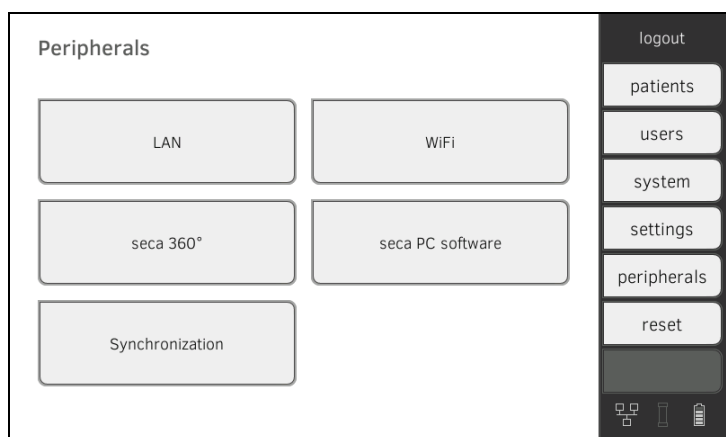 Peripherals
LAN
WiFi
seca 360°
seca PC software
Synchronization
logout
patients
users
system
settings
peripherals
reset